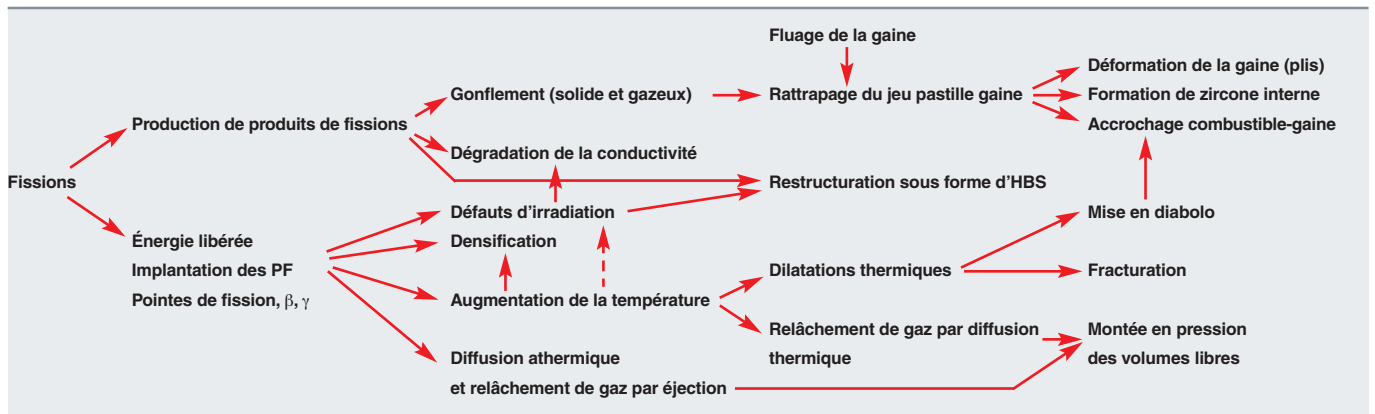 Fluage de la gaine
Déformation de la gaine (plis)
Gonflement (solide et gazeux)
Rattrapage du jeu pastille gaine
Formation de zircone interne
Production de produits de fissions
Accrochage combustible-gaine
Dégradation de la conductivité
Fissions
Restructuration sous forme d’HBS
Défauts d’irradiation
Mise en diabolo
Énergie libérée
Densification
Implantation des PF
Dilatations thermiques
Fracturation
Pointes de fission, β, γ
Augmentation de la température
Relâchement de gaz par diffusion
thermique
Montée en pression
des volumes libres
Diffusion athermique
et relâchement de gaz par éjection